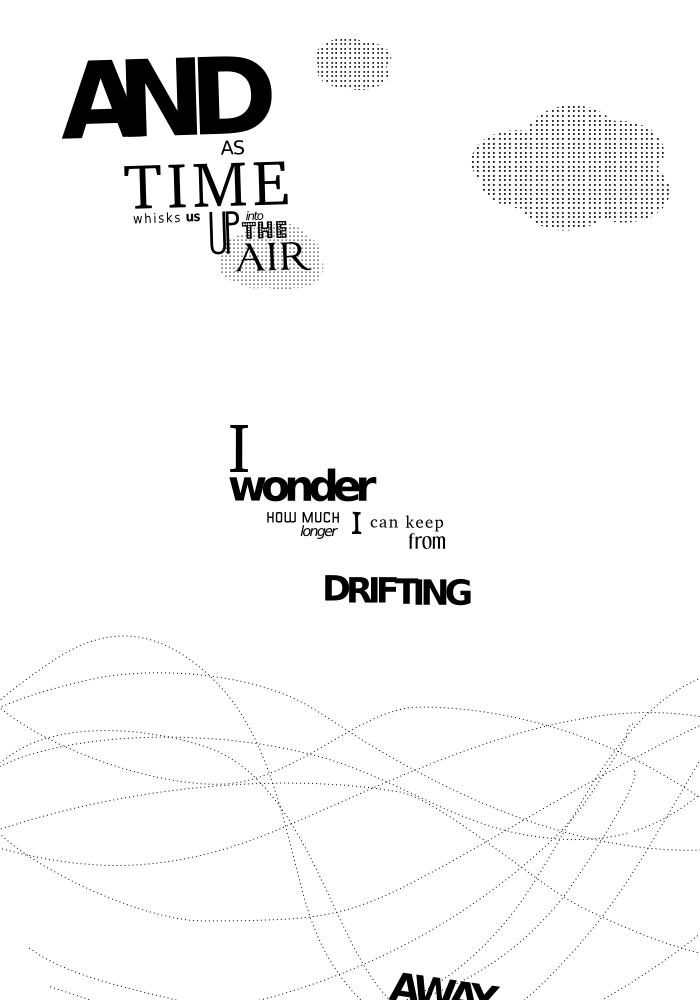 AND
AS
TIME
whisks us UP into
THE
AIR
I
wonder
HOW MUCH I can keep
longer
from
DRIFTING
AWAY